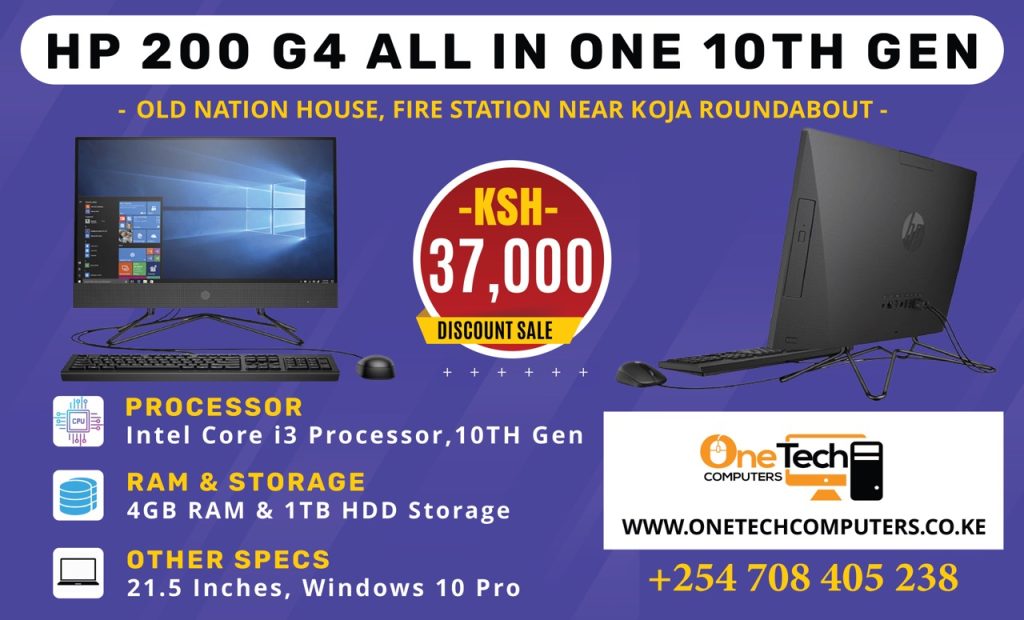 HP 200 G4 ALL IN ONE 10TH GEN
- OLD NATION HOUSE, FIRE STATION NEAR KOJA ROUNDABOUT -
-KSH-
37,000
DISCOUNT SALE
hp
PROCESSOR
Intel Core i3 Processor,10TH Gen
CPU
RAM & STORAGE
4GB RAM & 1TB HDD Storage
OTHER SPECS
21.5 Inches, Windows 10 Pro
OneTech
COMPUTERS
WWW.ONETECHCOMPUTERS.CO.KE
+254 708 405 238